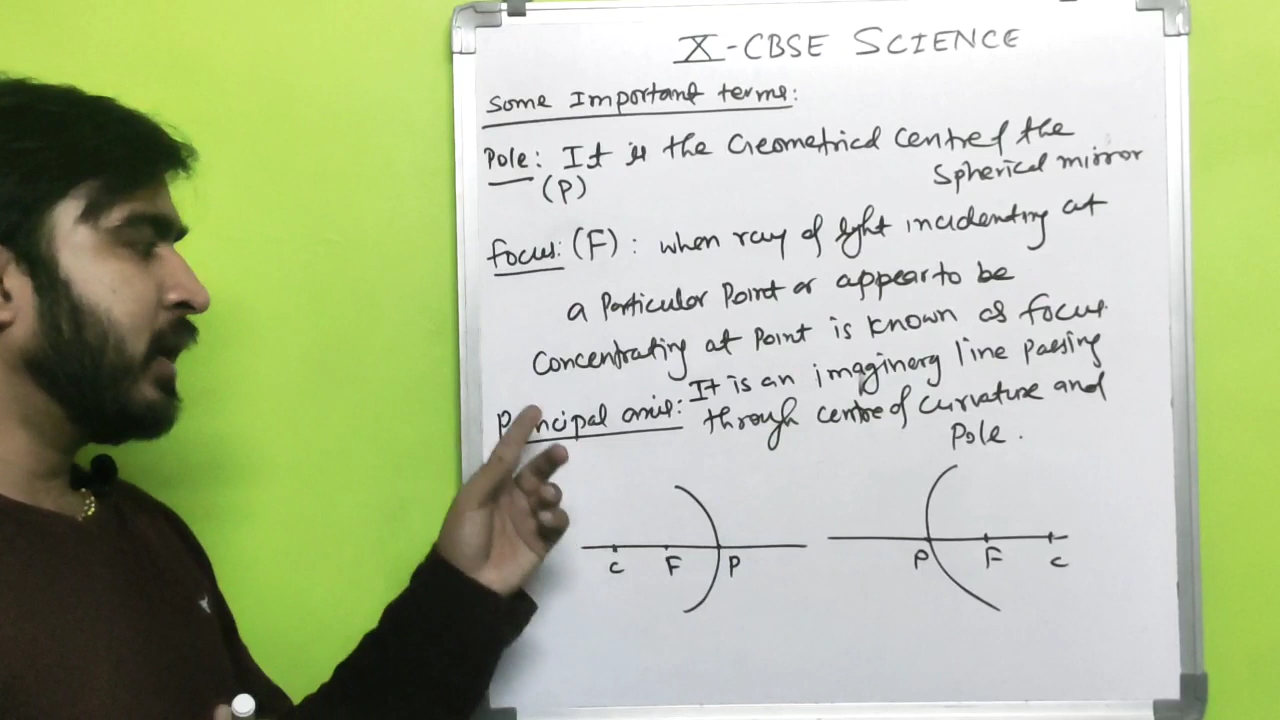 X-CBSE SCIENCE
Some Important terms:
Pole: It is the Geometrical centre of the
(P) Spherical mirror
focus: (F): when ray of light incidenting at
a Particular Point or appear to be
Concentrating at Point is known as focus.
Principal axis: It is an imaginery line passing
through centre of curvature and
Pole.
C F P
P F C